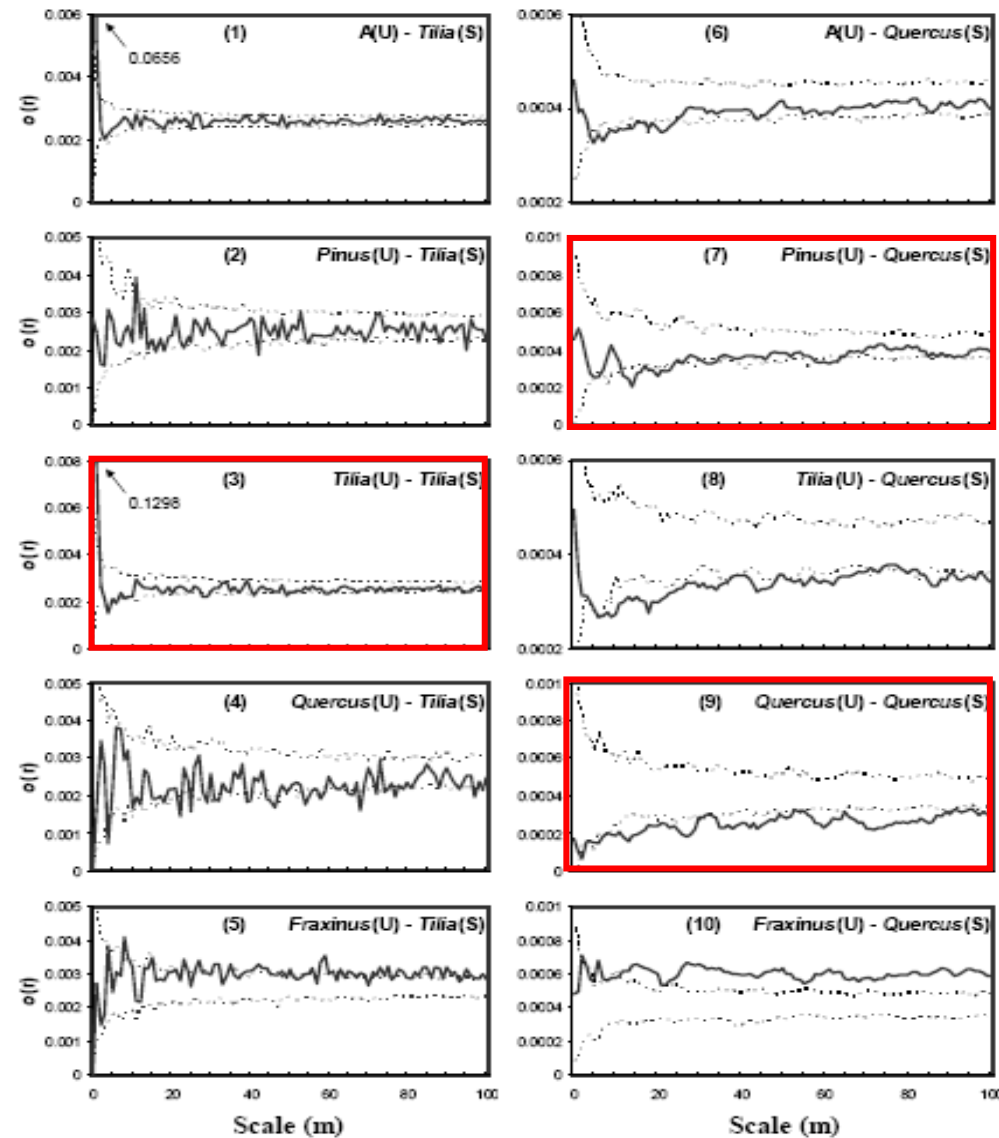 0.006
0.004
0.002
0
o(r)
(1) A(U) - Tilia(S)
0.0656
0.0006
0.0004
0.0002
(6) A(U) - Quercus(S)
0.005
0.004
0.003
0.002
0.001
0
o(r)
(2) Pinus(U) - Tilia(S)
0.001
0.0008
0.0006
0.0004
0.0002
0
(7) Pinus(U) - Quercus(S)
0.008
0.006
0.004
0.002
0
o(r)
(3) Tilia(U) - Tilia(S)
0.1298
0.0006
0.0004
0.0002
(8) Tilia(U) - Quercus(S)
0.005
0.004
0.003
0.002
0.001
0
o(r)
(4) Quercus(U) - Tilia(S)
0.001
0.0008
0.0006
0.0004
0.0002
0
(9) Quercus(U) - Quercus(S)
0.005
0.004
0.003
0.002
0.001
0
o(r)
(5) Fraxinus(U) - Tilia(S)
0 20 40 60 80 100
Scale (m)
0.001
0.0008
0.0006
0.0004
0.0002
0
(10) Fraxinus(U) - Quercus(S)
0 20 40 60 80 100
Scale (m)